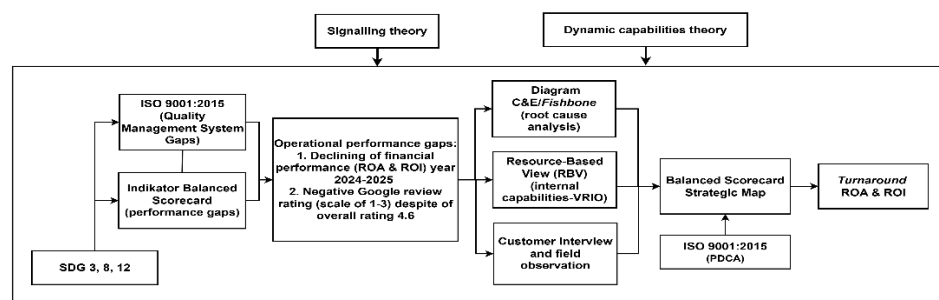 Signalling theory
Dynamic capabilities theory
ISO 9001:2015
(Quality
Management System
Gaps)
Indikator Balanced
Scorecard
(performance gaps)
SDG 3, 8, 12
Operational performance gaps:
1. Declining of financial
performance (ROA & ROI) year
2024-2025
2. Negative Google review
rating (scale of 1-3) despite of
overall rating 4.6
Diagram
C&E/Fishbone
(root cause
analysis)
Resource-Based
View (RBV)
(internal
capabilities-VRIO)
Customer Interview
and field
observation
Balanced Scorecard
Strategic Map
ISO 9001:2015
(PDCA)
Turnaround
ROA & ROI